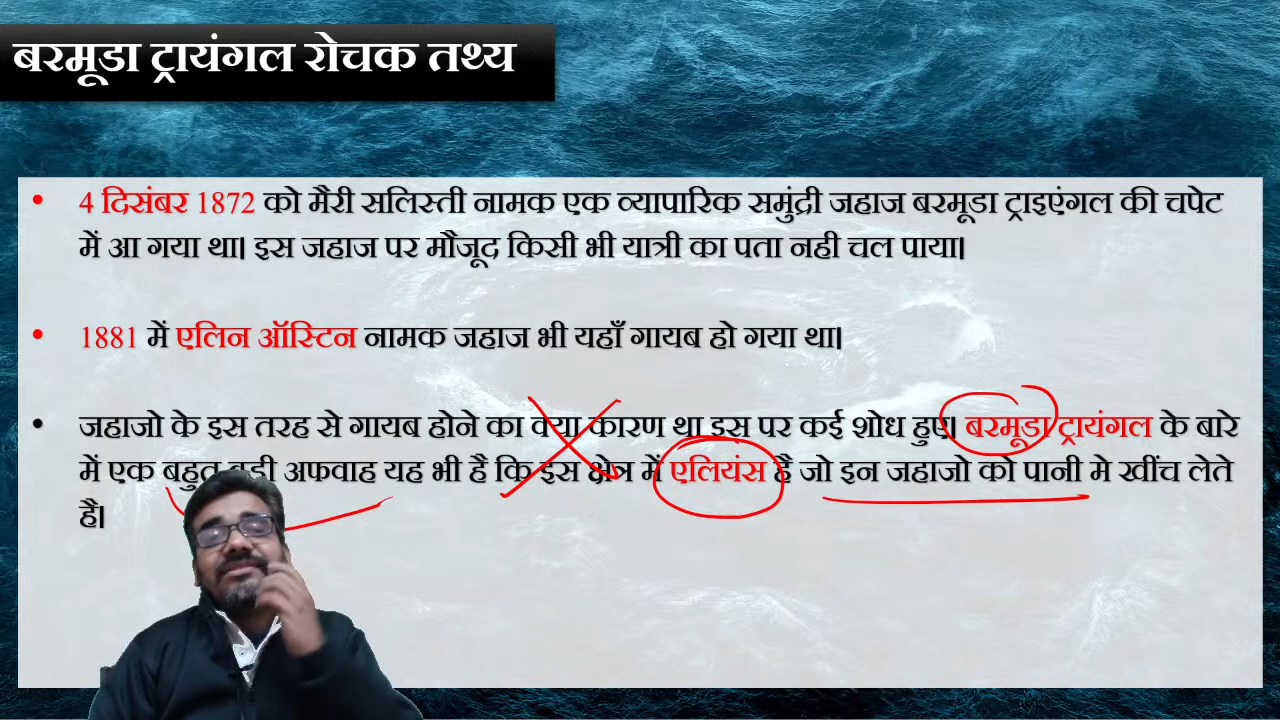 बरमूडा ट्रायंगल रोचक तथ्य
• 4 दिसंबर 1872 को मैरी सलिस्ती नामक एक व्यापारिक समुंद्री जहाज बरमूडा ट्राइएंगल की चपेट
में आ गया था। इस जहाज पर मौजूद किसी भी यात्री का पता नही चल पाया।
• 1881 में एलिन ऑस्टिन नामक जहाज भी यहाँ गायब हो गया था।
• जहाजो के इस तरह से गायब होने का क्या कारण था इस पर कई शोध हुए। बरमूडा ट्रायंगल के बारे
में एक बहुत बड़ी अफवाह यह भी है कि इस क्षेत्र में एलियंस है जो इन जहाजो को पानी मे खींच लेते
है।